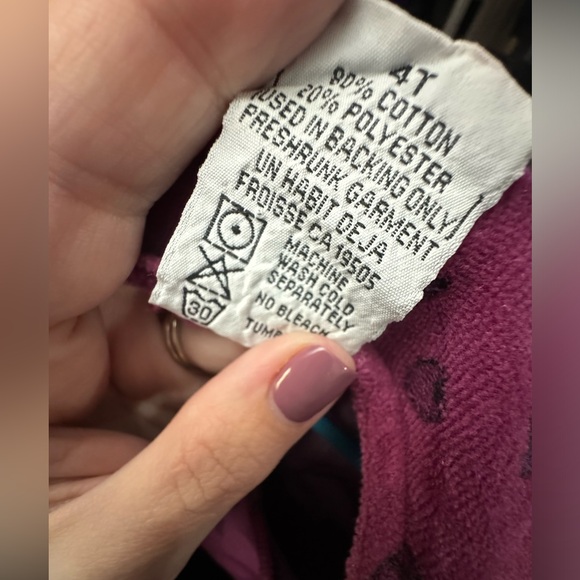 4T
80% COTTON
20% POLYESTER
(USED IN BACKING ONLY)
PRESHRUNK GARMENT
UN HABIT DEJA
FROISSE CA 19505
MACHINE
WASH COLD
SEPARATELY
NO BLEACH
30